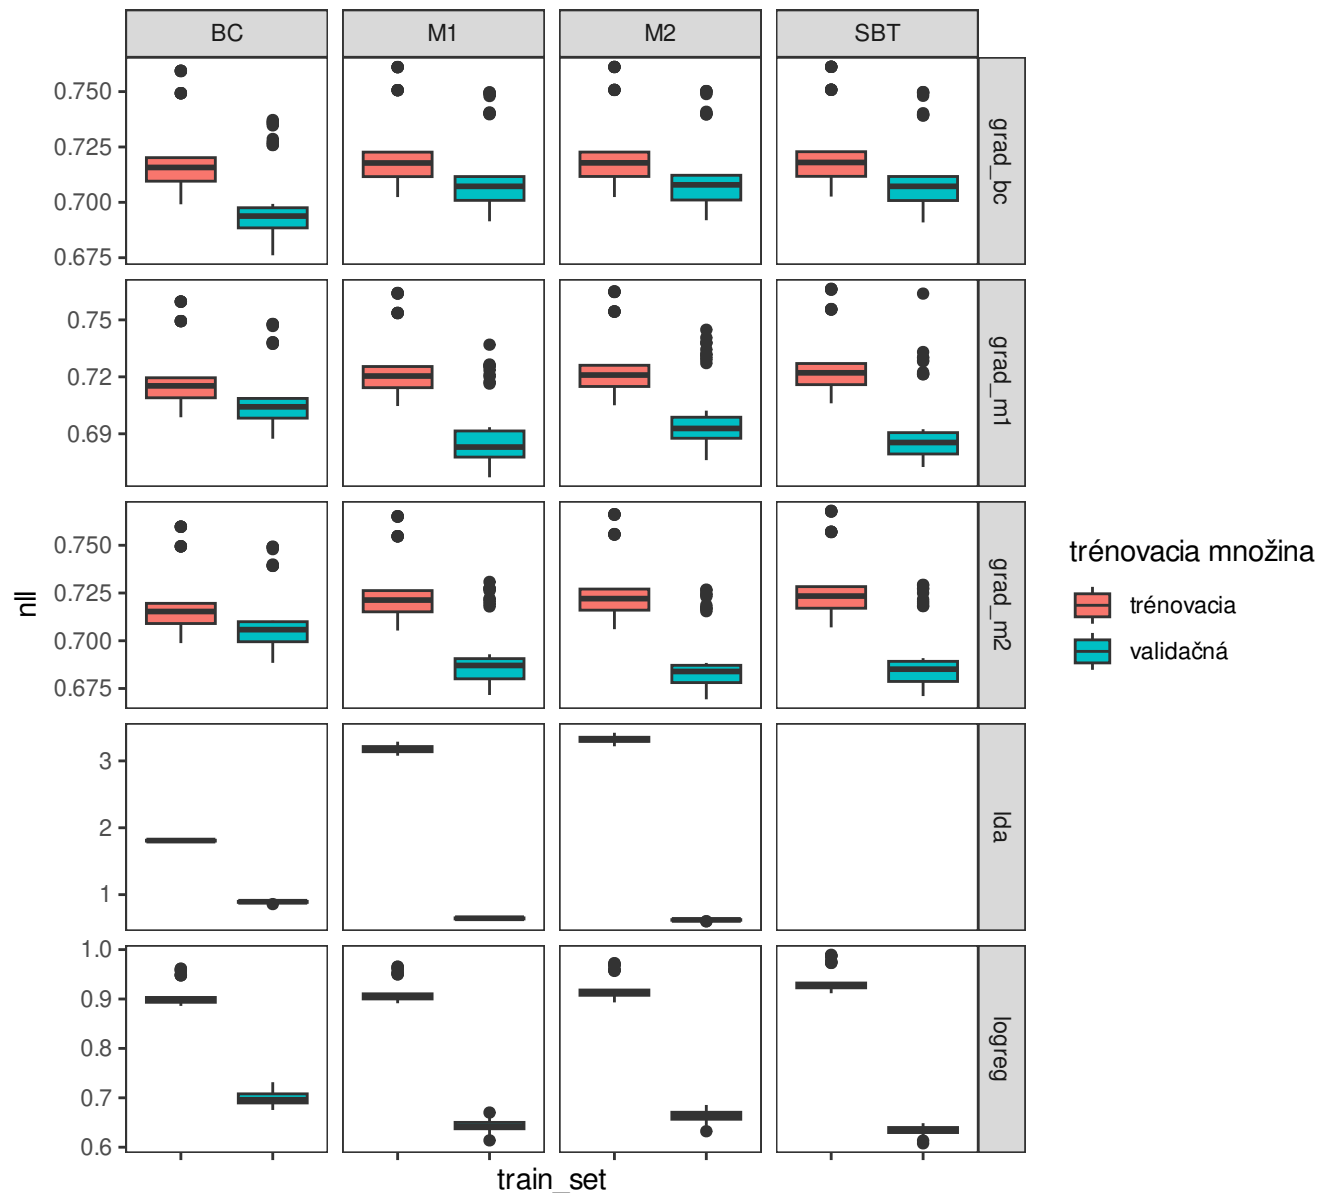 BC M1 M2 SBT
0.750
0.725
0.700
0.675
grad_bc
0.75
0.72
0.69
grad_m1
0.750
0.725
0.700
0.675
grad_m2
3
2
1
lda
1.0
0.9
0.8
0.7
0.6
logreg
nll
train_set
trénovacia množina
trénovacia
validačná